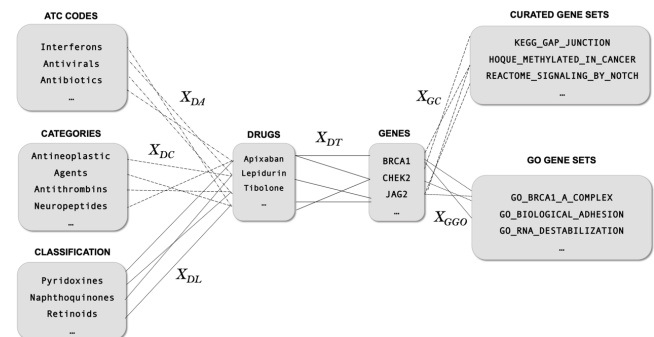 ATC CODES
Interferons
Antivirals
Antibiotics
…
CATEGORIES
Antineoplastic
Agents
Antithrombins
Neuropeptides
…
CLASSIFICATION
Pyridoxines
Naphthoquinones
Retinoids
…
X_DA
X_DC
X_DL
DRUGS
Apixaban
Lepidurin
Tibolone
…
X_DT
GENES
BRCA1
CHEK2
JAG2
…
X_GC
X_GGO
CURATED GENE SETS
KEGG_GAP_JUNCTION
HOQUE_METHYLATED_IN_CANCER
REACTOME_SIGNALING_BY_NOTCH
…
GO GENE SETS
GO_BRCA1_A_COMPLEX
GO_BIOLOGICAL_ADHESION
GO_RNA_DESTABILIZATION
…